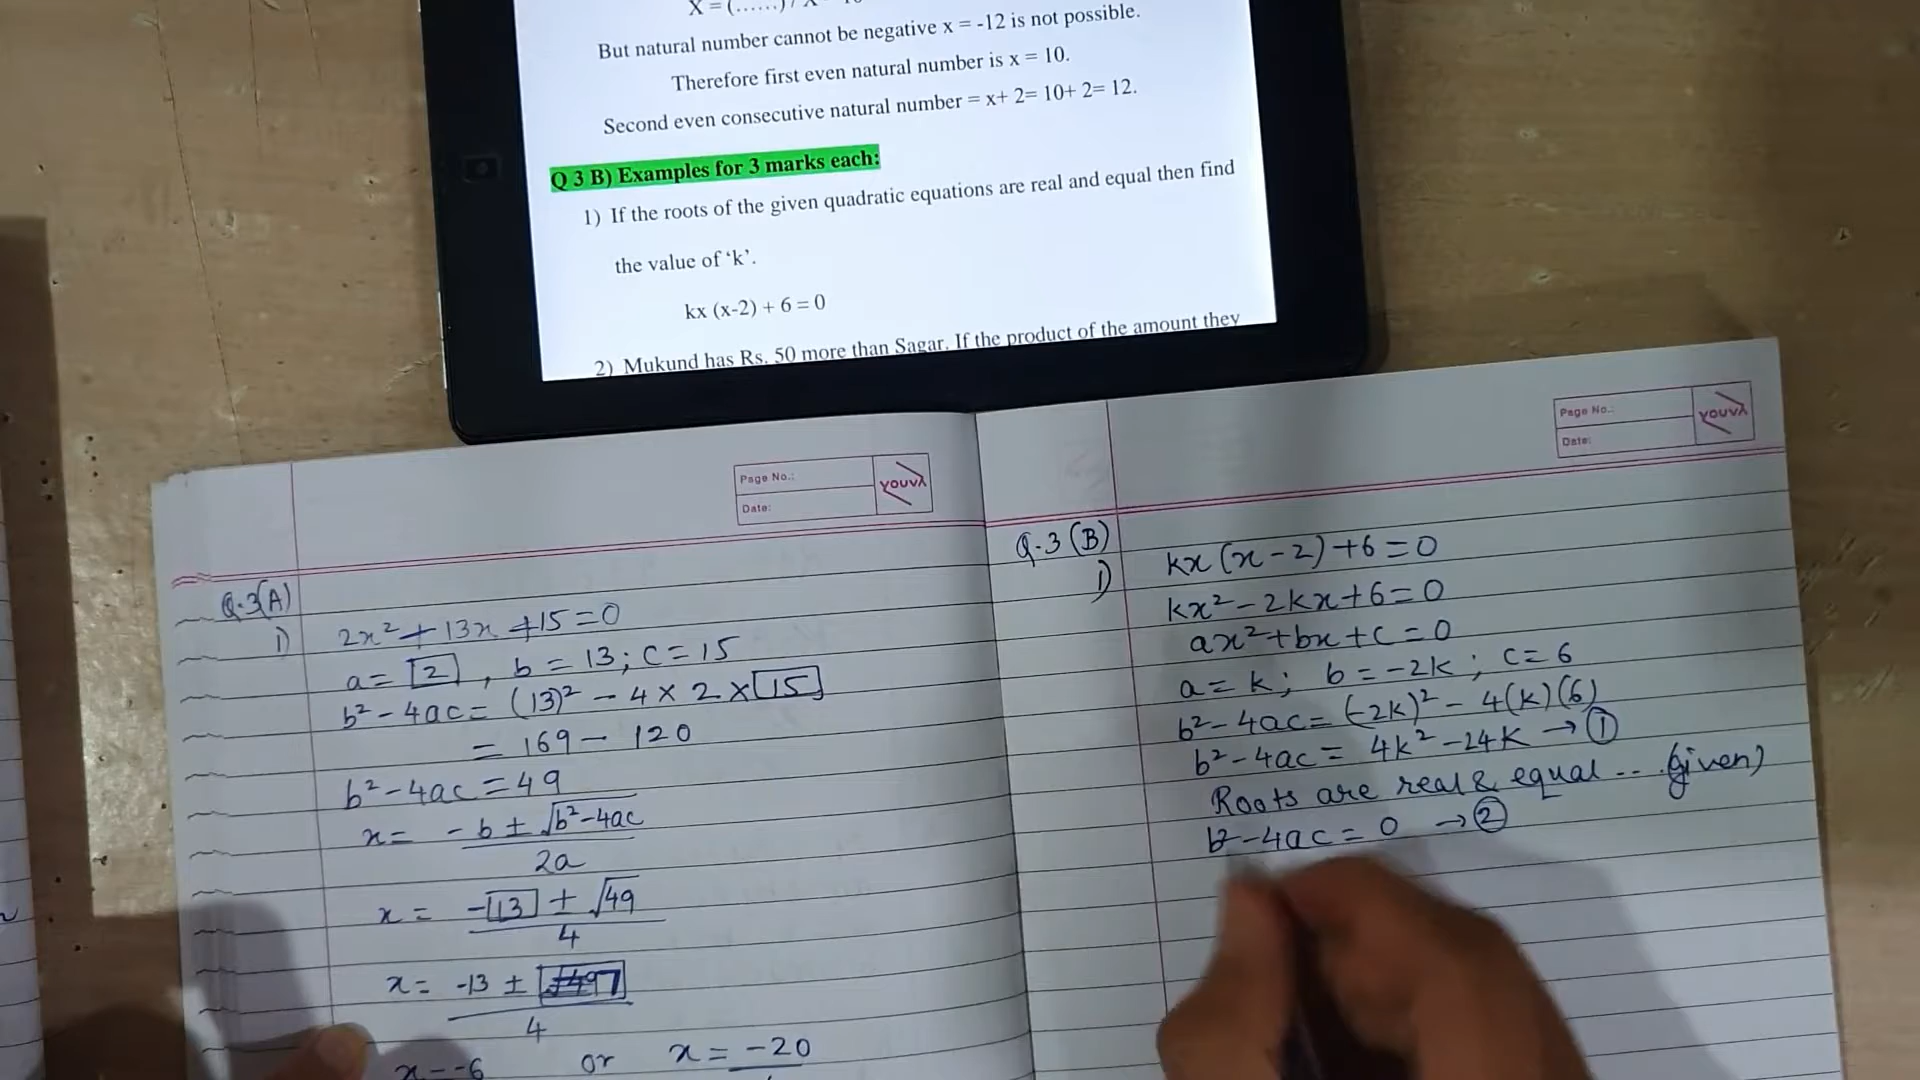 X = (......) /
But natural number cannot be negative x = -12 is not possible.
Therefore first even natural number is x = 10.
Second even consecutive natural number = x+ 2= 10+ 2= 12.
Q 3 B) Examples for 3 marks each:
1) If the roots of the given quadratic equations are real and equal then find
the value of ‘k’.
kx (x-2) + 6 = 0
2) Mukund has Rs. 50 more than Sagar. If the product of the amount they
Page No.:
Date:
YOUVA
Q.3(A)
1) 2x² + 13x + 15 = 0
a = 2 , b = 13 ; c = 15
b² - 4ac = (13)² - 4 × 2 × 15
= 169 - 120
b² - 4ac = 49
x = -b ± √b²-4ac
2a
x = -13 ± √49
4
x = -13 ±
4
x = -6 or x = -20
Page No.:
Date:
YOUVA
Q.3 (B)
1) kx (x - 2) + 6 = 0
kx² - 2kx + 6 = 0
ax² + bx + c = 0
a = k ; b = -2k ; c = 6
b² - 4ac = (-2k)² - 4(k)(6)
b² - 4ac = 4k² - 24k → ①
Roots are real & equal ... (given)
b² - 4ac = 0 → ②